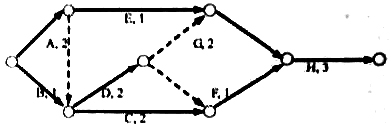 E, 1
A, 2
G, 2
H, 3
B, 1
D, 2
F, 1
C, 2